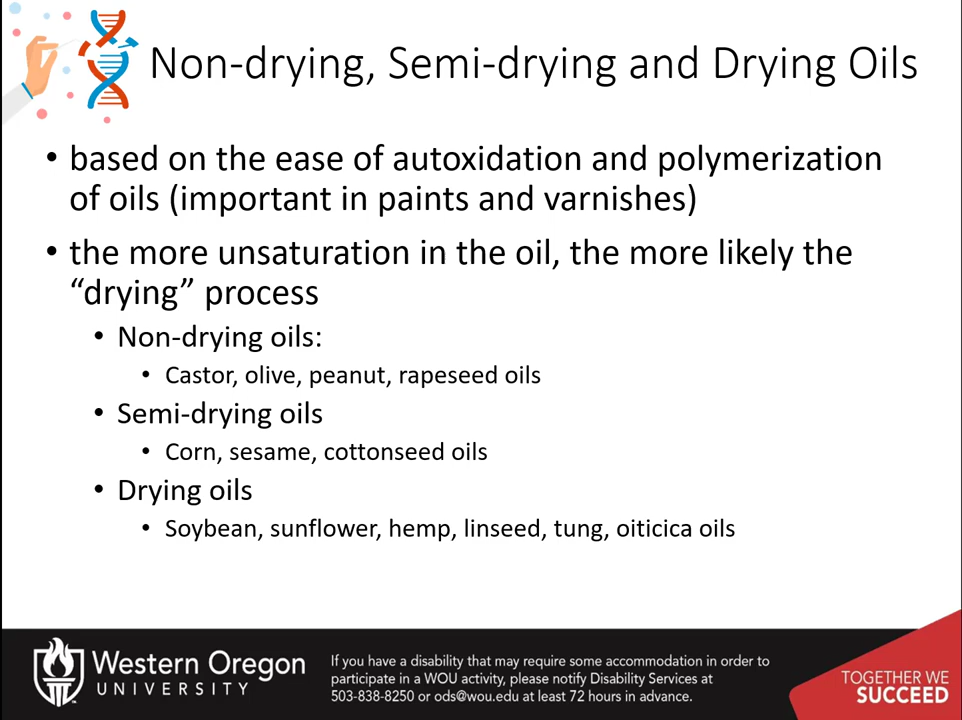 Non-drying, Semi-drying and Drying Oils
• based on the ease of autoxidation and polymerization
of oils (important in paints and varnishes)
• the more unsaturation in the oil, the more likely the
“drying” process
• Non-drying oils:
• Castor, olive, peanut, rapeseed oils
• Semi-drying oils
• Corn, sesame, cottonseed oils
• Drying oils
• Soybean, sunflower, hemp, linseed, tung, oiticica oils
Western Oregon
UNIVERSITY
If you have a disability that may require some accommodation in order to
participate in a WOU activity, please notify Disability Services at
503-838-8250 or ods@wou.edu at least 72 hours in advance.
TOGETHER WE
SUCCEED